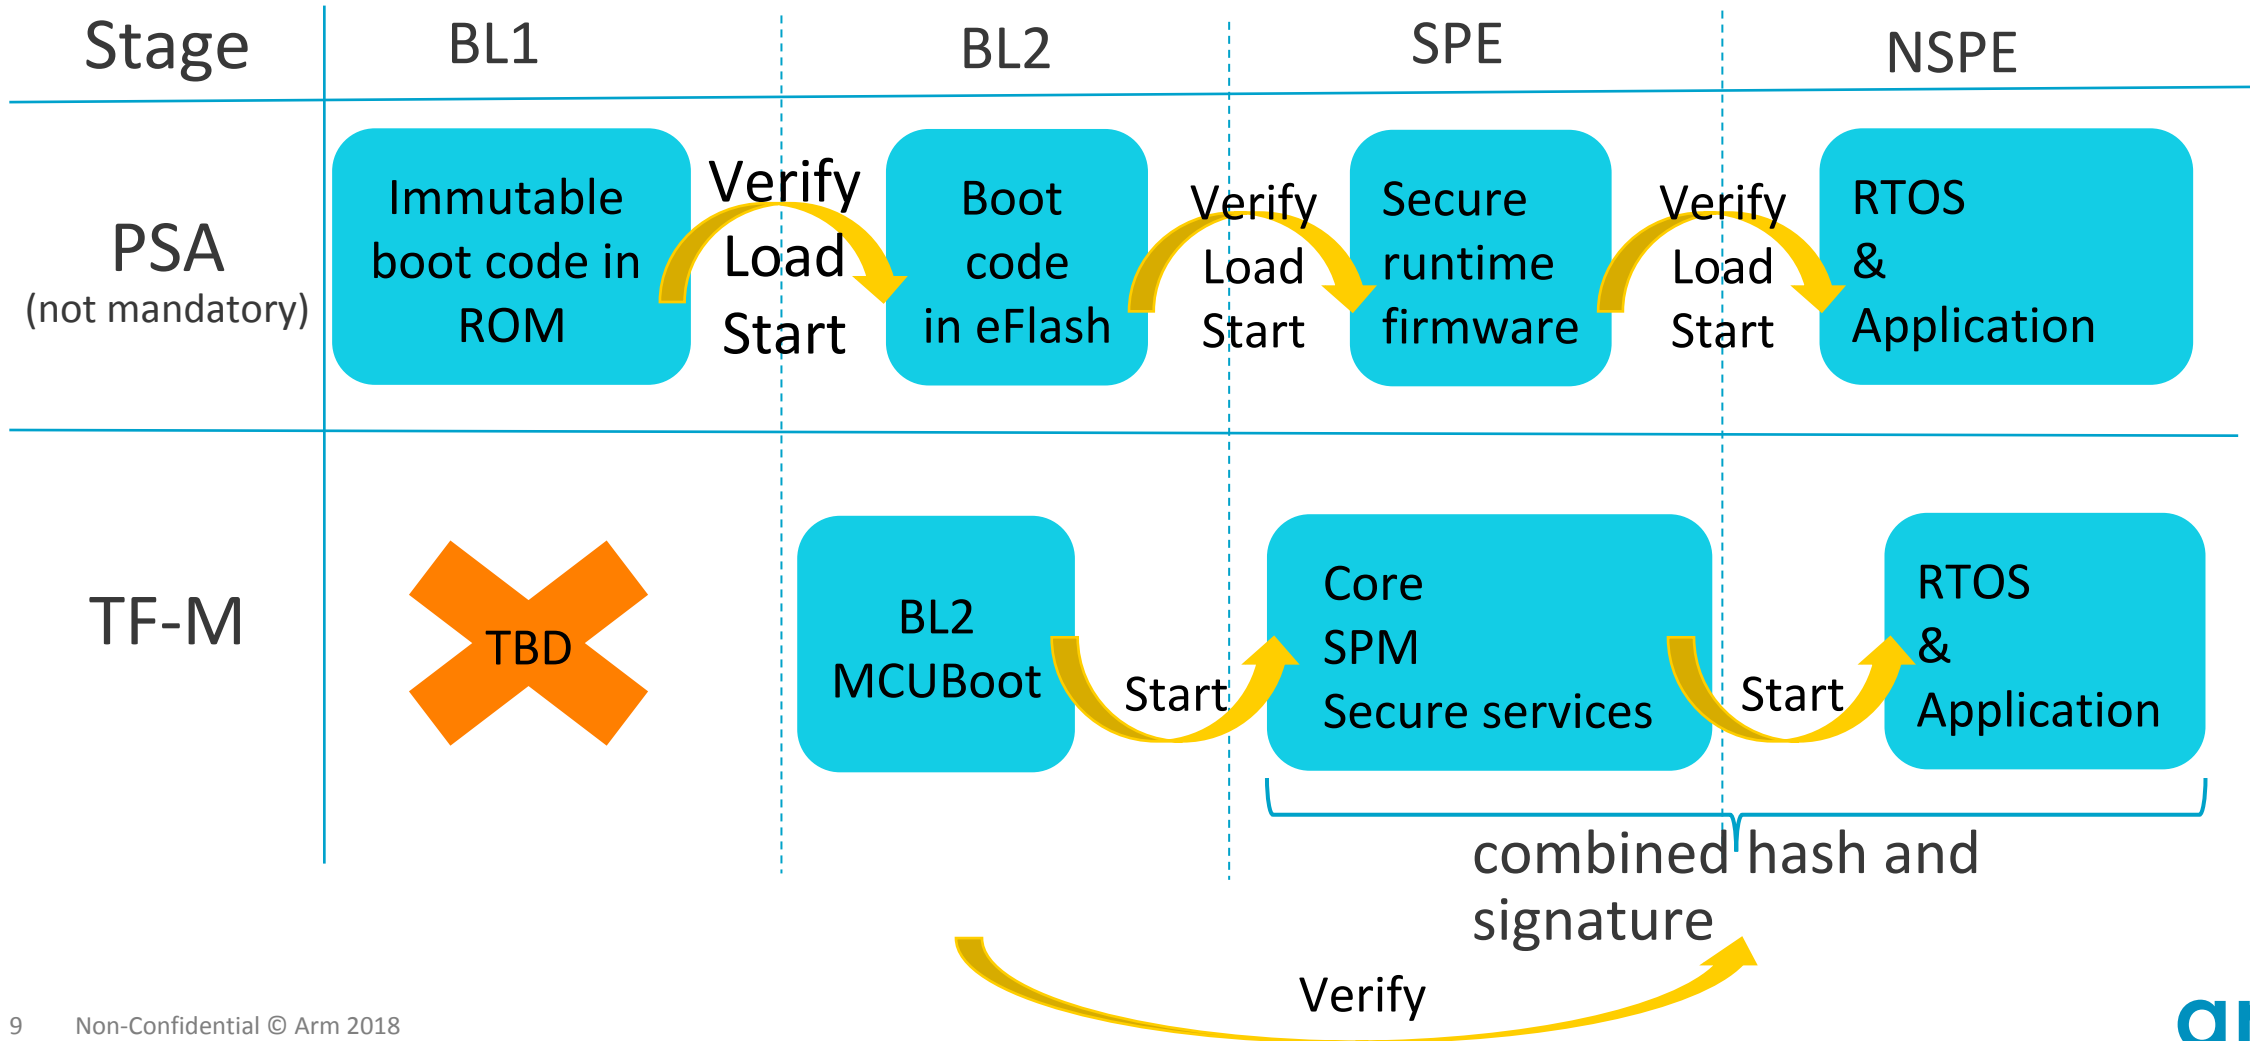 Stage
BL1
BL2
SPE
NSPE
PSA
(not mandatory)
Immutable
boot code in
ROM
Verify
Load
Start
Boot
code
in eFlash
Verify
Load
Start
Secure
runtime
firmware
Verify
Load
Start
RTOS
&
Application
TF-M
TBD
BL2
MCUBoot
Start
Core
SPM
Secure services
Start
RTOS
&
Application
combined hash and
signature
Verify
9 Non-Confidential © Arm 2018